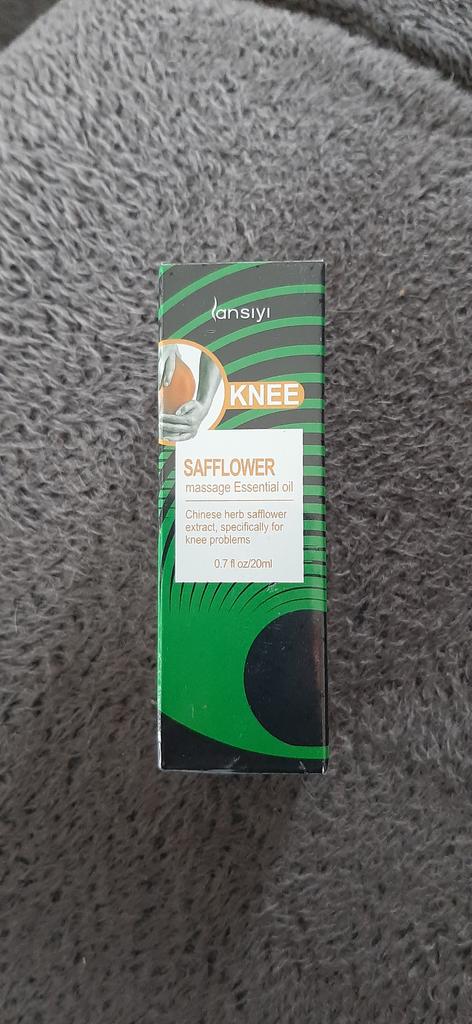 lansiyi
KNEE
SAFFLOWER
massage Essential oil
Chinese herb safflower
extract, specifically for
knee problems
0.7 fl oz/20ml